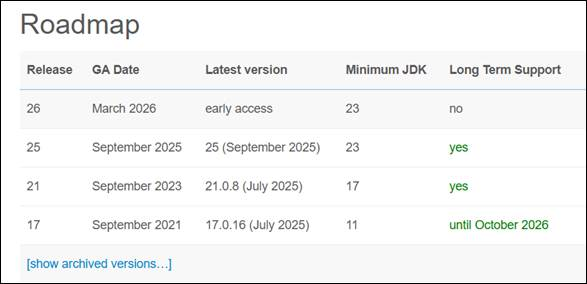 Roadmap
Release GA Date Latest version Minimum JDK Long Term Support
26 March 2026 early access 23 no
25 September 2025 25 (September 2025) 23 yes
21 September 2023 21.0.8 (July 2025) 17 yes
17 September 2021 17.0.16 (July 2025) 11 until October 2026
[show archived versions…]